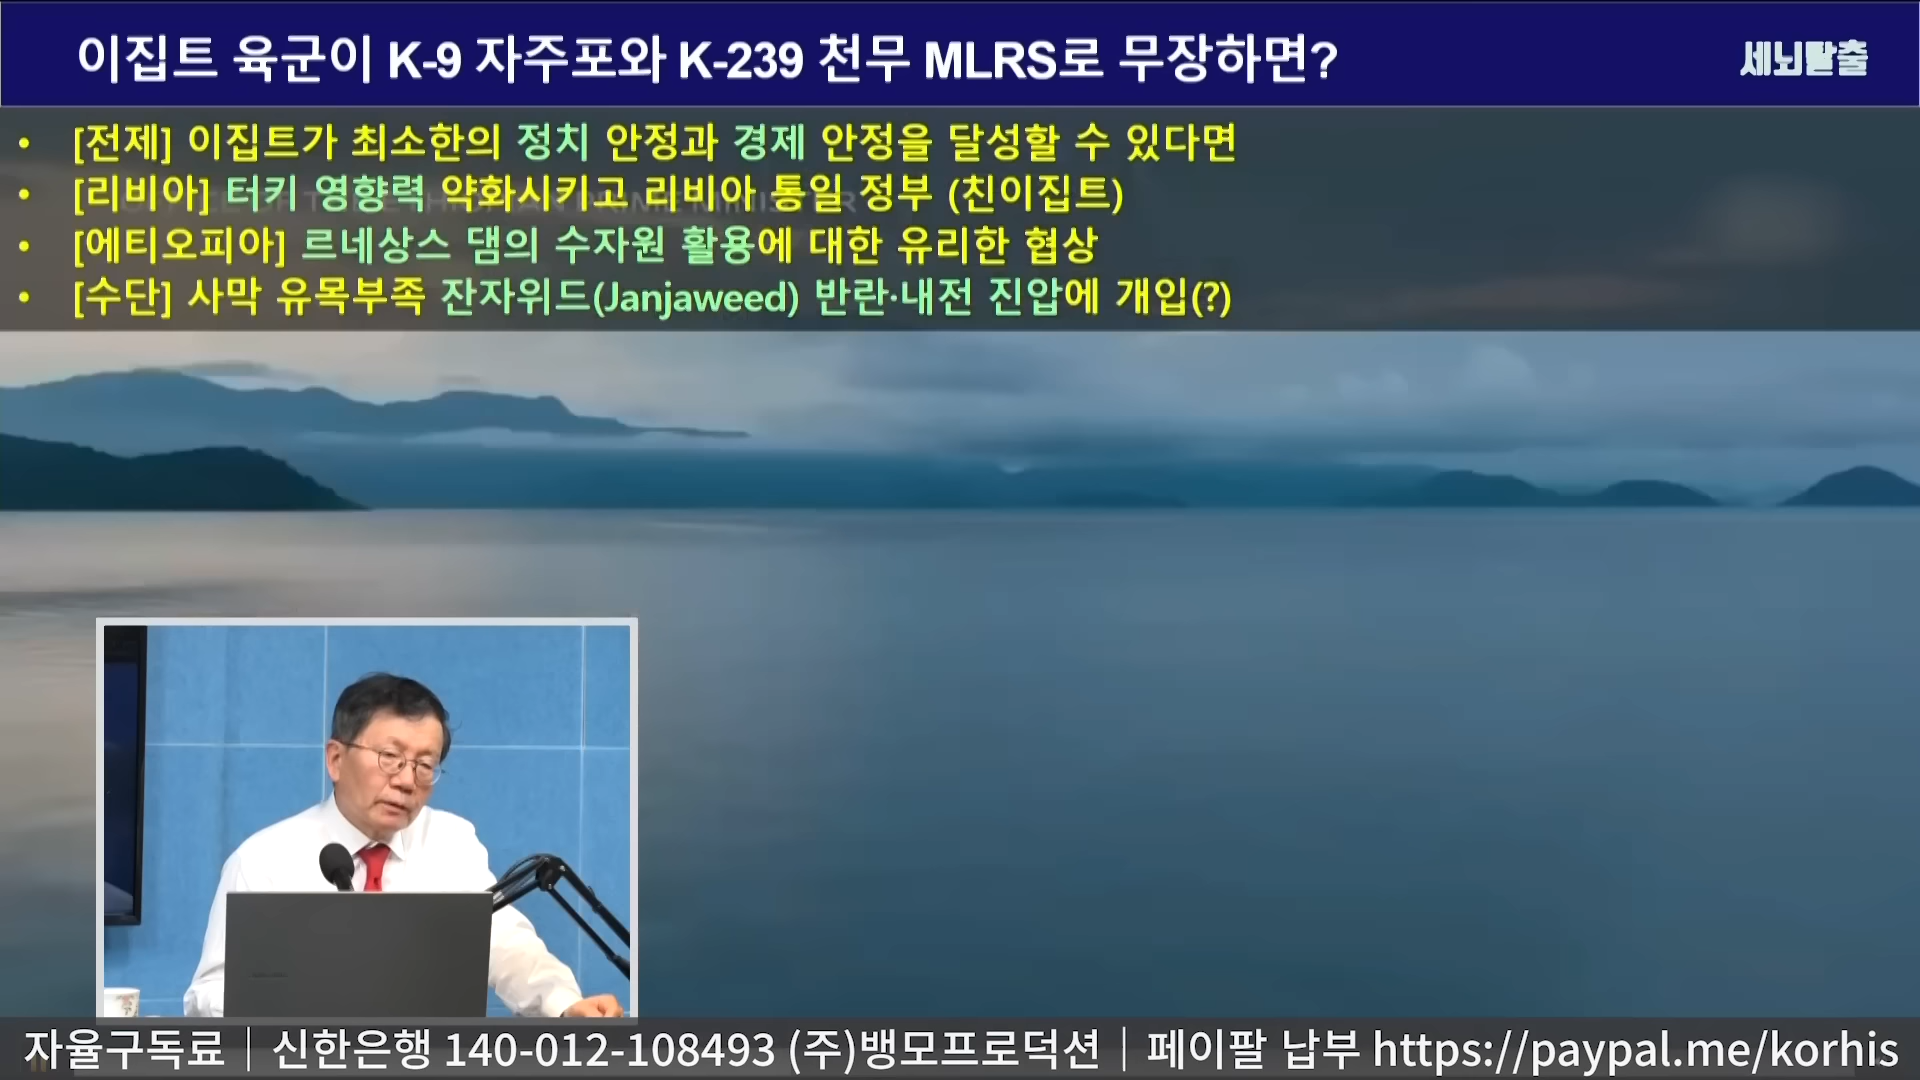 이집트 육군이 K-9 자주포와 K-239 천무 MLRS로 무장하면?
세뇌탈출
• [전제] 이집트가 최소한의 정치 안정과 경제 안정을 달성할 수 있다면
• [리비아] 터키 영향력 약화시키고 리비아 통일 정부 (친이집트)
• [에티오피아] 르네상스 댐의 수자원 활용에 대한 유리한 협상
• [수단] 사막 유목부족 잔자위드(Janjaweed) 반란·내전 진압에 개입(?)
자율구독료│신한은행 140-012-108493 (주)뱅모프로덕션│페이팔 납부 https://paypal.me/korhis